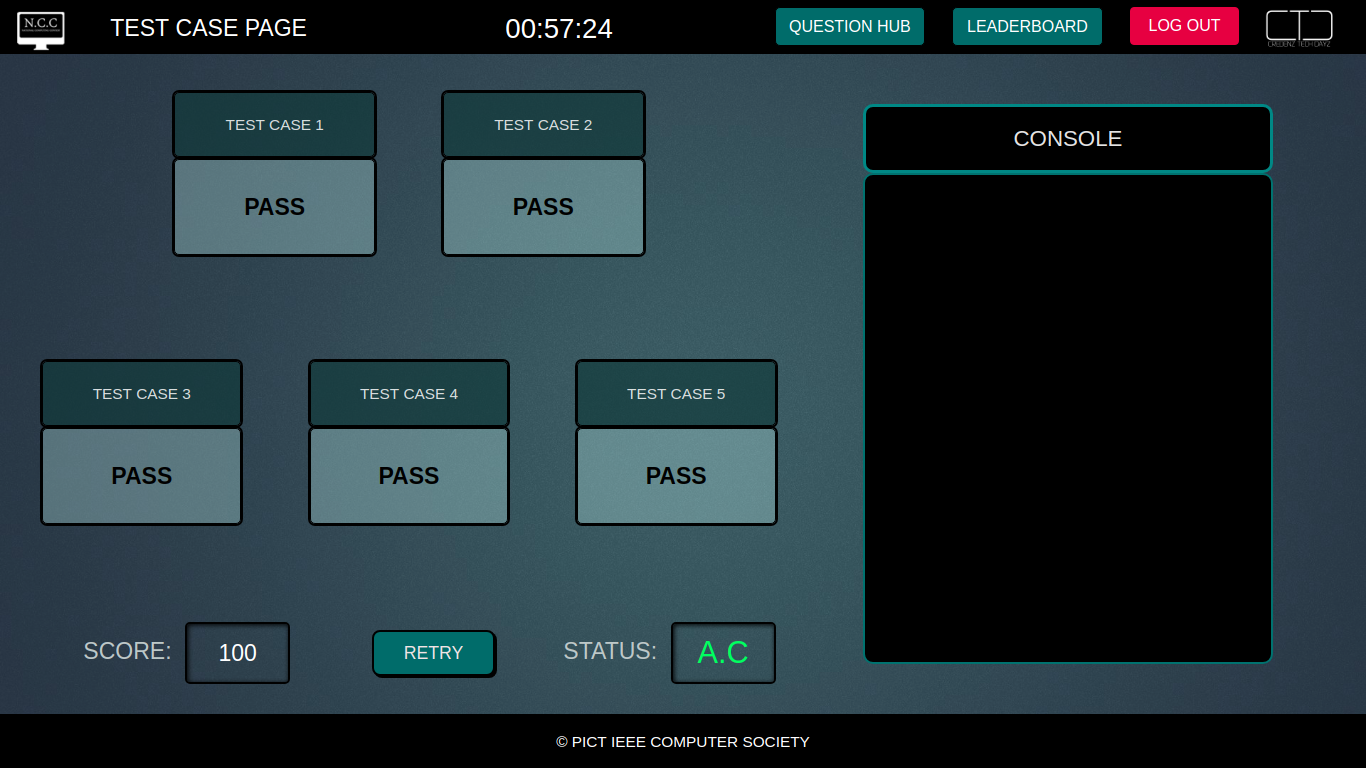 N.C.C
TEST CASE PAGE
00:57:24
QUESTION HUB
LEADERBOARD
LOG OUT
CREDENZ TECH DAYZ
TEST CASE 1
PASS
TEST CASE 2
PASS
CONSOLE
TEST CASE 3
PASS
TEST CASE 4
PASS
TEST CASE 5
PASS
SCORE: 100
RETRY
STATUS: A.C
© PICT IEEE COMPUTER SOCIETY